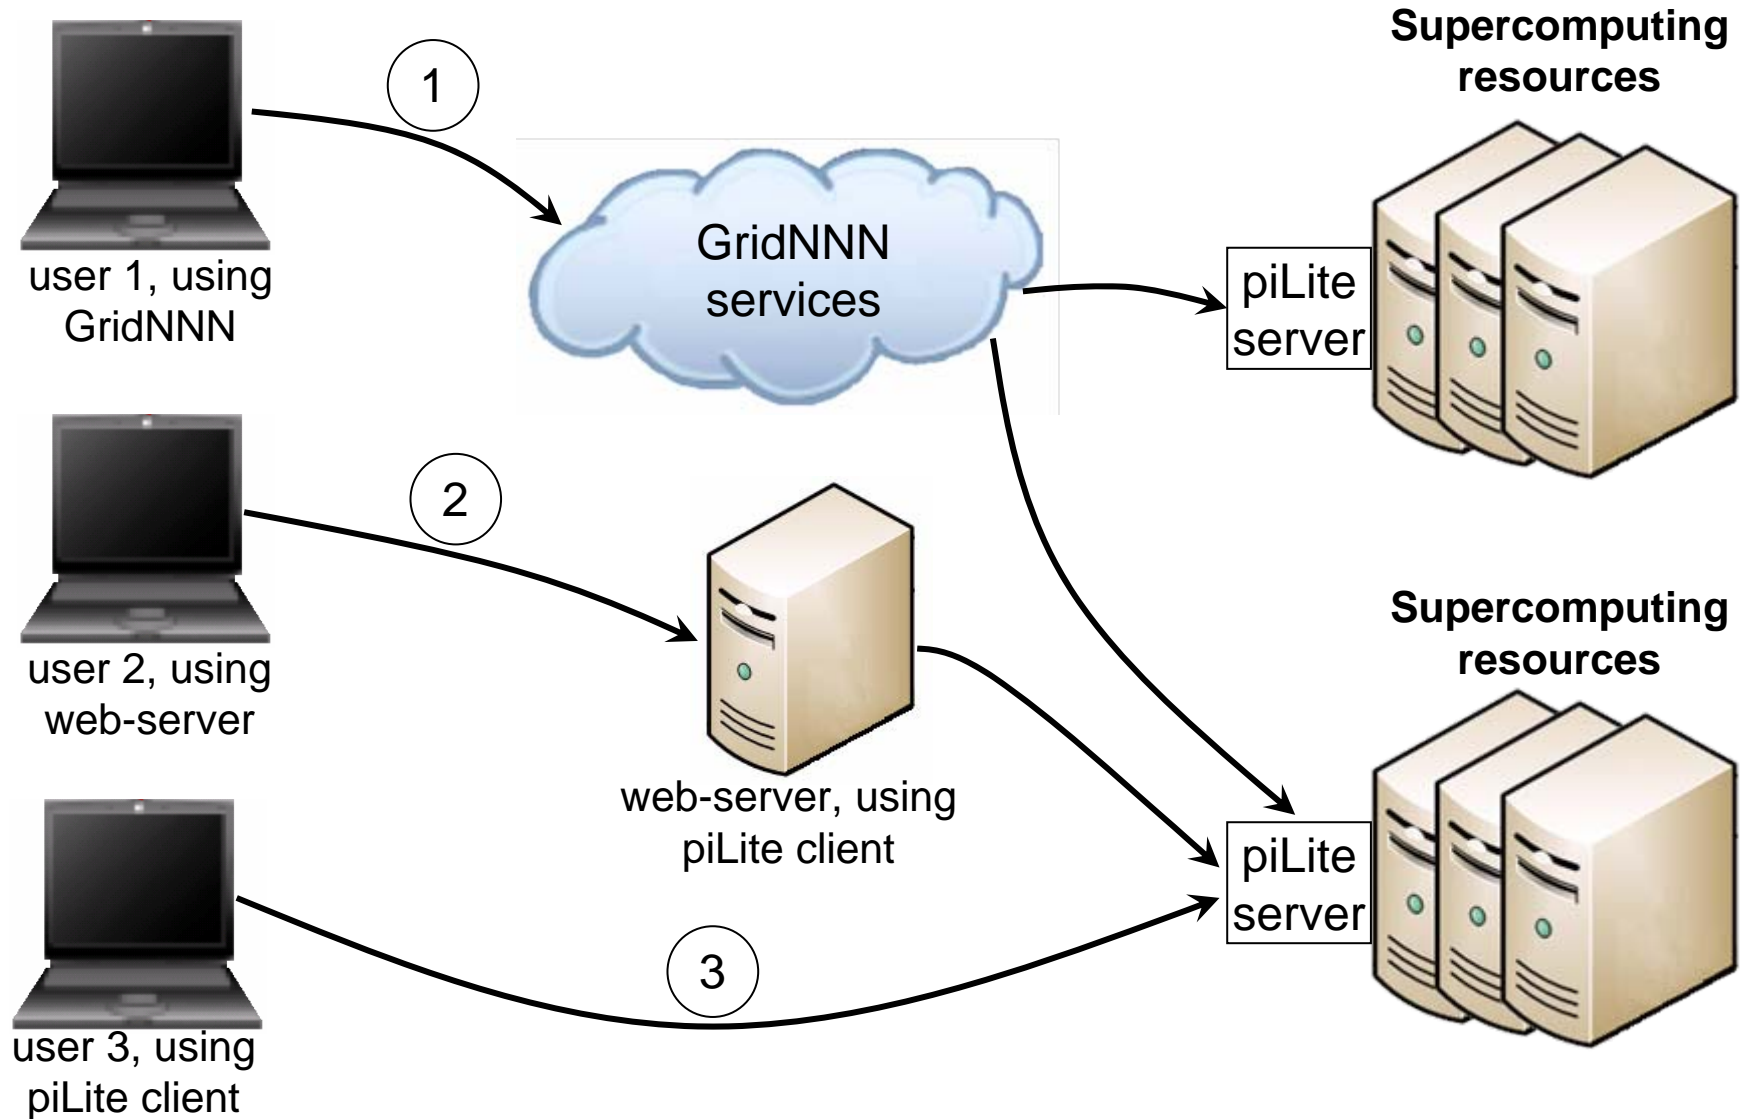 Supercomputing
resources
1
user 1, using
GridNNN
GridNNN
services
piLite
server
2
user 2, using
web-server
web-server, using
piLite client
Supercomputing
resources
piLite
server
3
user 3, using
piLite client